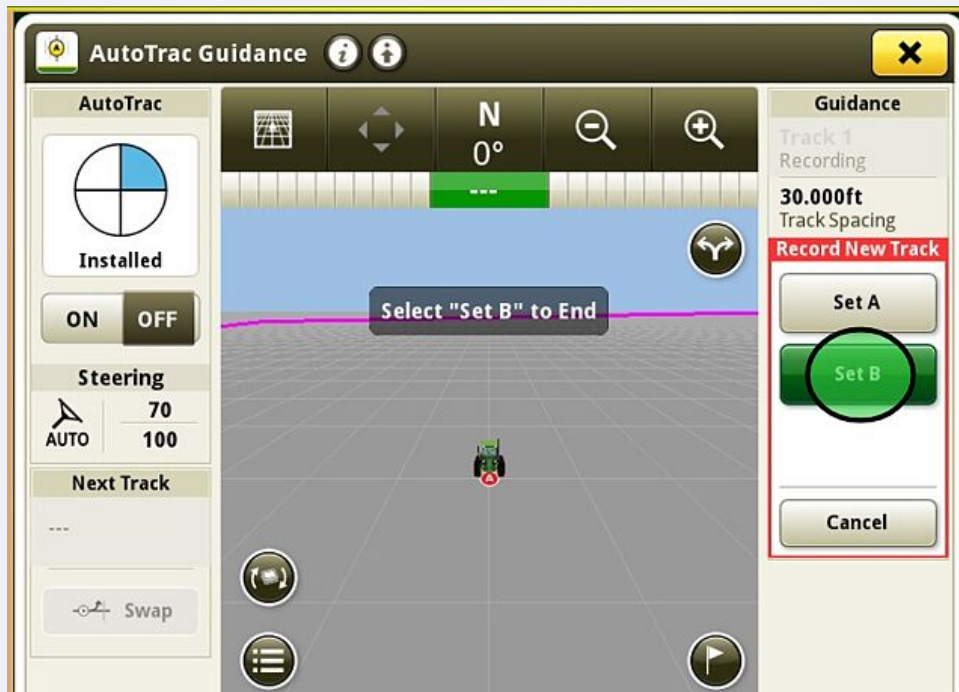 AutoTrac Guidance
AutoTrac
Installed
ON OFF
Steering
AUTO
70
100
Next Track
---
Swap
N
0°
---
Select "Set B" to End
A
Guidance
Track 1
Recording
30.000ft
Track Spacing
Record New Track
Set A
Set B
Cancel